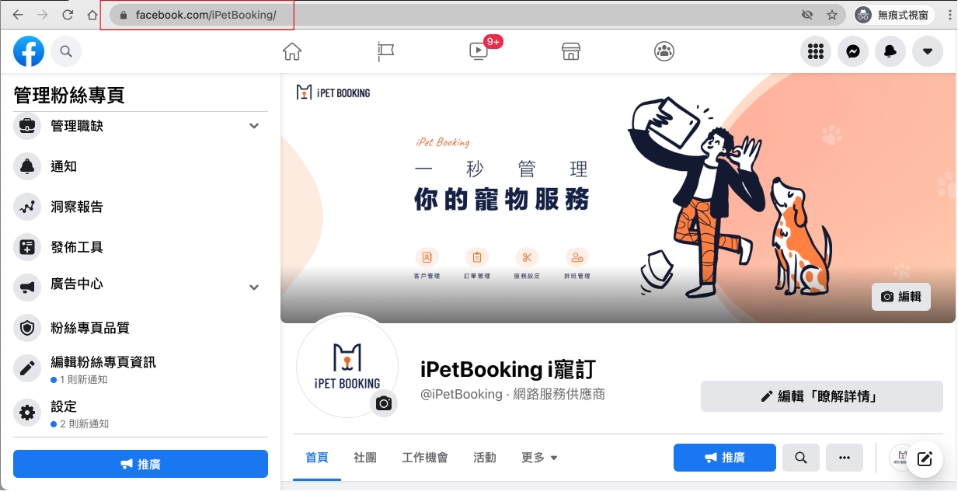 facebook.com/iPetBooking/
無痕式視窗
9+
管理粉絲專頁
管理職缺
通知
洞察報告
發佈工具
廣告中心
粉絲專頁品質
編輯粉絲專頁資訊
1 則新通知
設定
2 則新通知
推廣
iPET BOOKING
iPet Booking
一秒管理
你的寵物服務
客戶管理
訂單管理
服務設定
班管理
編輯
iPET BOOKING
iPetBooking i寵訂
@iPetBooking · 網路服務供應商
編輯「瞭解詳情」
首頁
社團
工作機會
活動
更多
推廣